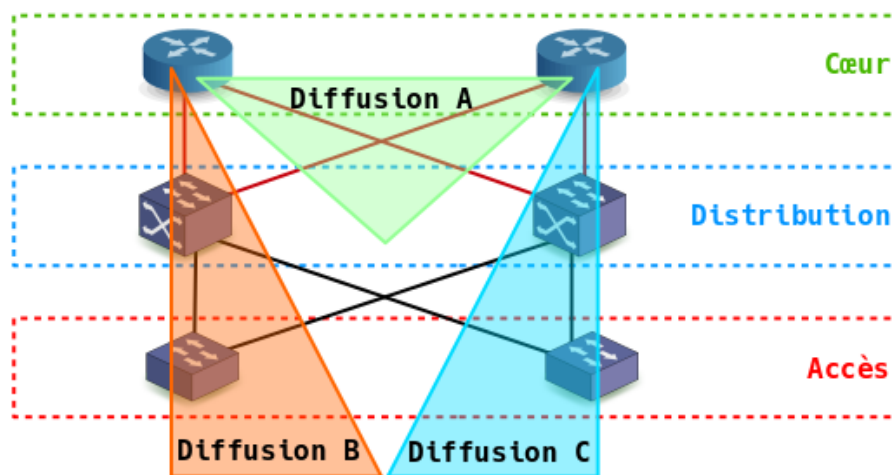 Cœur
Diffusion A
Distribution
Accès
Diffusion B
Diffusion C